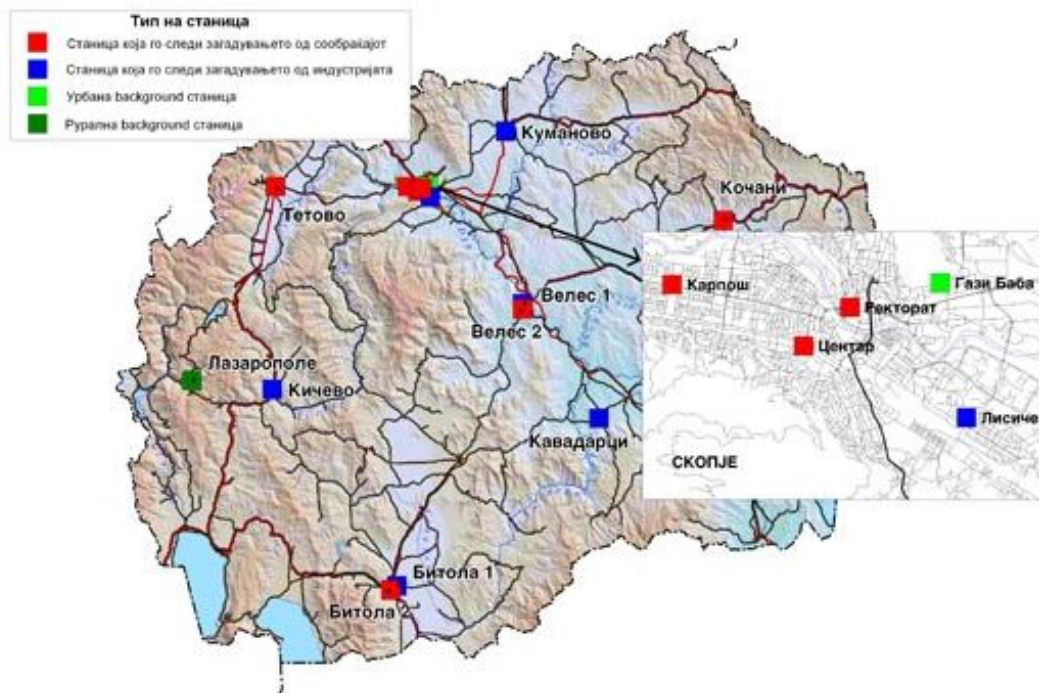 Тип на станица
Станица која го следи загадувањето од сообраќајот
Станица која го следи загадувањето од индустријата
Урбана background станица
Рурална background станица
Куманово
Кочани
Тетово
Карпош
Гази Баба
Ректорат
Центар
Лисиче
СКОПЈЕ
Велес 1
Велес 2
Лазарополе
Кичево
Кавадарци
Битола 1
Битола 2